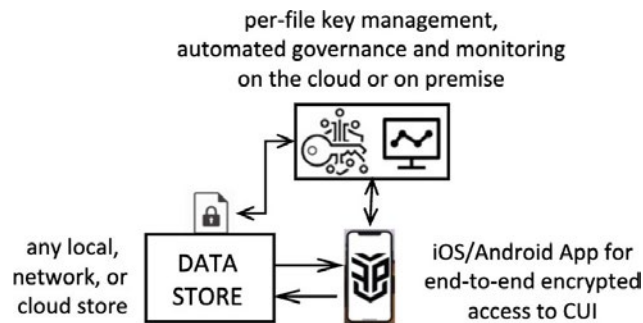 per-file key management,
automated governance and monitoring
on the cloud or on premise
any local,
network, or
cloud store
DATA
STORE
iOS/Android App for
end-to-end encrypted
access to CUI